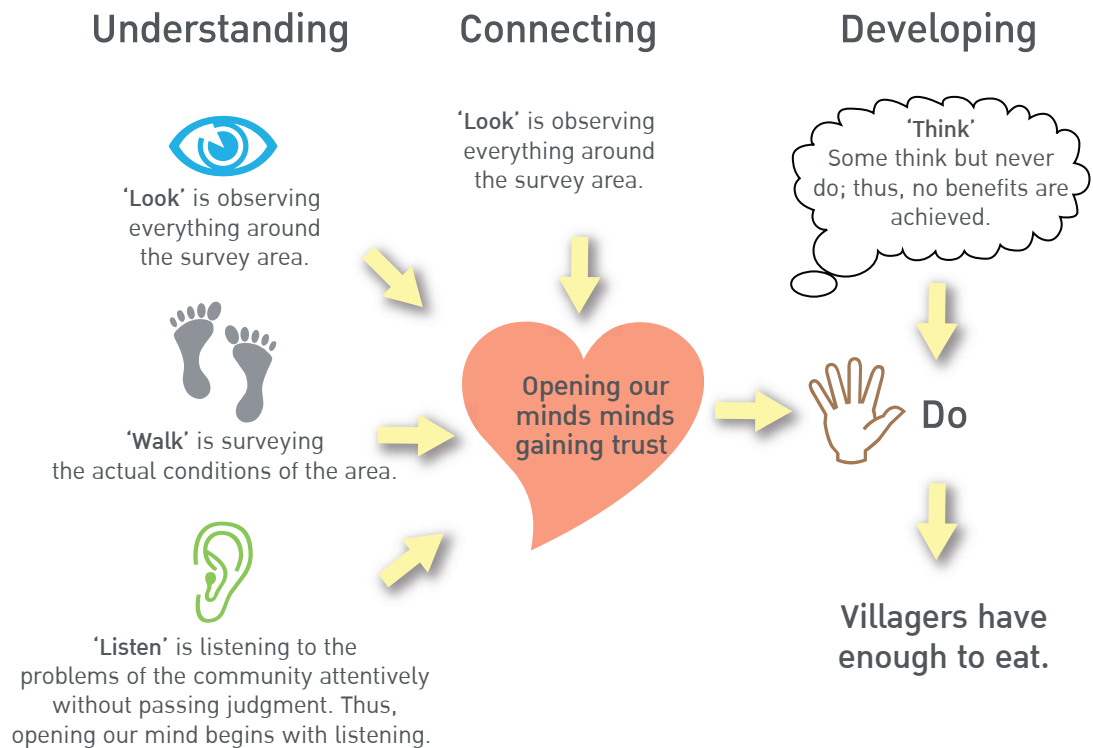 Understanding
‘Look’ is observing
everything around
the survey area.
‘Walk’ is surveying
the actual conditions of the area.
‘Listen’ is listening to the
problems of the community attentively
without passing judgment. Thus,
opening our mind begins with listening.
Connecting
‘Look’ is observing
everything around
the survey area.
Opening our
minds minds
gaining trust
Developing
‘Think’
Some think but never
do; thus, no benefits are
achieved.
Do
Villagers have
enough to eat.